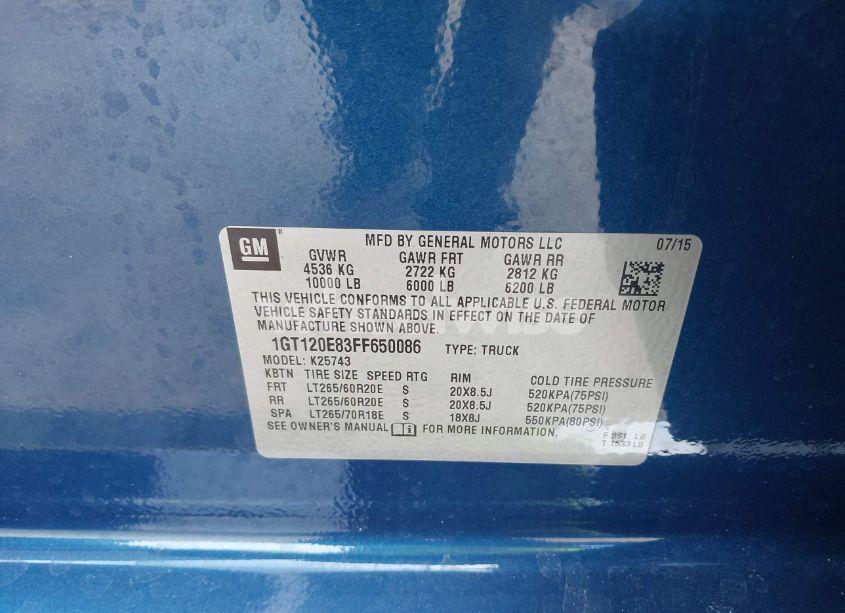 GM
MFD BY GENERAL MOTORS LLC 07/15
GVWR GAWR FRT GAWR RR
4536 KG 2722 KG 2812 KG
10000 LB 6000 LB 6200 LB
THIS VEHICLE CONFORMS TO ALL APPLICABLE U.S. FEDERAL MOTOR
VEHICLE SAFETY STANDARDS IN EFFECT ON THE DATE OF
MANUFACTURE SHOWN ABOVE.
1GT120E83FF650086 TYPE: TRUCK
MODEL: K25743
KBTN TIRE SIZE SPEED RTG RIM COLD TIRE PRESSURE
FRT LT265/60R20E S 20X8.5J 520KPA(75PSI)
RR LT265/60R20E S 20X8.5J 520KPA(75PSI)
SPA LT265/70R18E S 18X8J 550KPA(80PSI)
SEE OWNER'S MANUAL FOR MORE INFORMATION.
F 991 LB
T 1533 LB